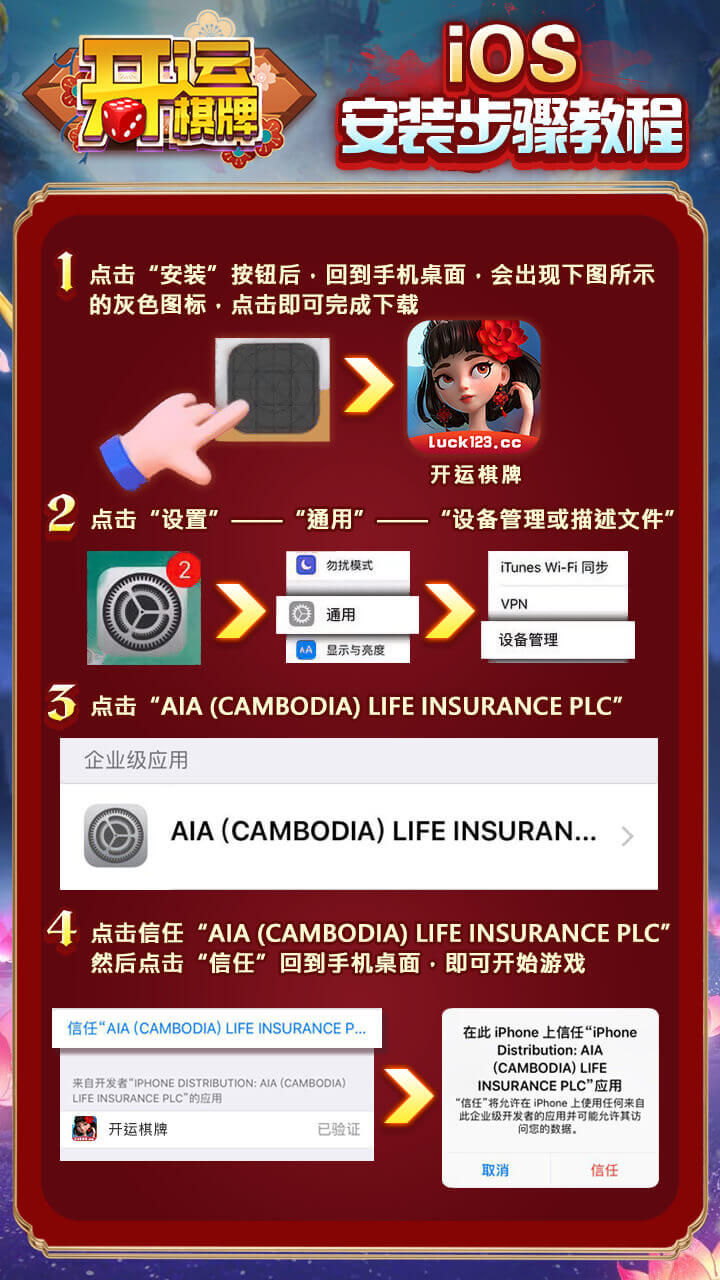 开运
棋牌
iOS
安装步骤教程
1 点击“安装”按钮后，回到手机桌面，会出现下图所示
的灰色图标，点击即可完成下载
Luck123.cc
开运棋牌
2 点击“设置”——“通用”——“设备管理或描述文件”
2
勿扰模式
通用
AA 显示与亮度
iTunes Wi-Fi 同步
VPN
设备管理
3 点击“AIA (CAMBODIA) LIFE INSURANCE PLC”
企业级应用
AIA (CAMBODIA) LIFE INSURAN...
4 点击信任“AIA (CAMBODIA) LIFE INSURANCE PLC”
然后点击“信任”回到手机桌面，即可开始游戏
信任“AIA (CAMBODIA) LIFE INSURANCE P...
来自开发者“IPHONE DISTRIBUTION: AIA (CAMBODIA)
LIFE INSURANCE PLC”的应用
开运棋牌 已验证
在此 iPhone 上信任“iPhone
Distribution: AIA
(CAMBODIA) LIFE
INSURANCE PLC”应用
“信任”将允许在 iPhone 上使用任何来自
此企业级开发者的应用并可能允许其访
问您的数据。
取消 信任